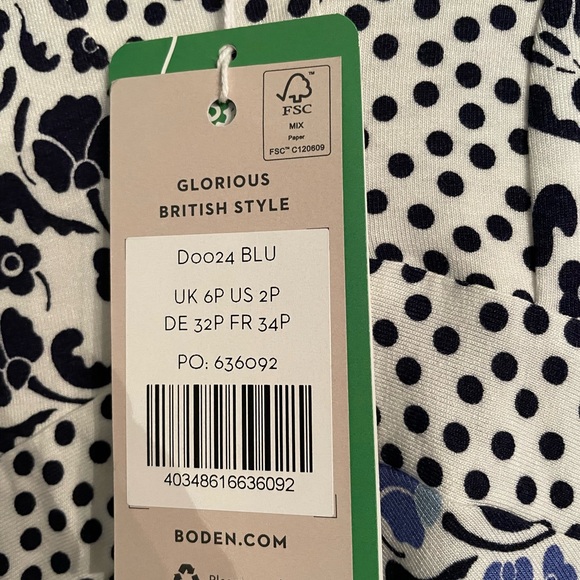 FSC™
MIX
Paper
FSC™ C120609
GLORIOUS
BRITISH STYLE
D0024 BLU
UK 6P US 2P
DE 32P FR 34P
PO: 636092
40348616636092
BODEN.COM